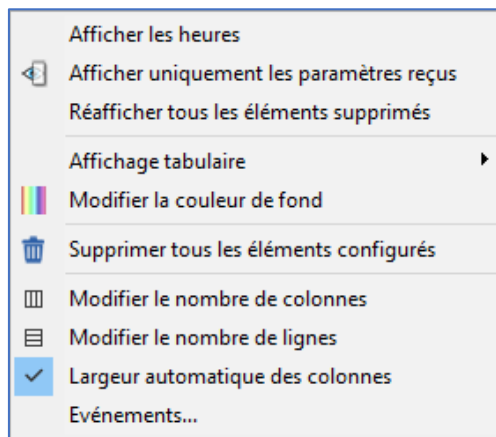 Afficher les heures
Afficher uniquement les paramètres reçus
Réafficher tous les éléments supprimés
Affichage tabulaire
Modifier la couleur de fond
Supprimer tous les éléments configurés
Modifier le nombre de colonnes
Modifier le nombre de lignes
Largeur automatique des colonnes
Evénements...